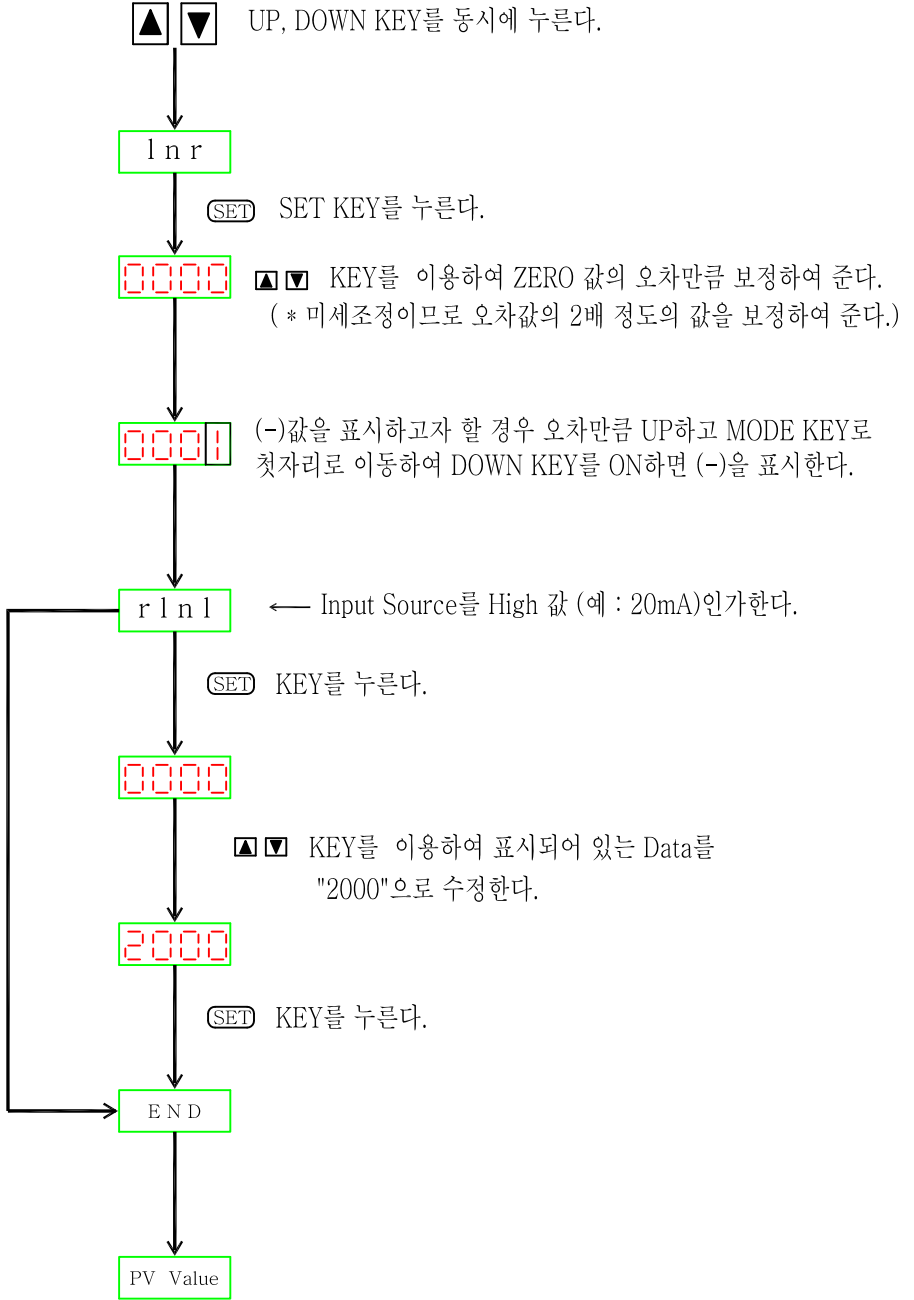 ▲ ▼ UP, DOWN KEY를 동시에 누른다.
l n r
SET SET KEY를 누른다.
0000
▲ ▼ KEY를 이용하여 ZERO 값의 오차만큼 보정하여 준다.
( * 미세조정이므로 오차값의 2배 정도의 값을 보정하여 준다.)
0001
(-)값을 표시하고자 할 경우 오차만큼 UP하고 MODE KEY로
첫자리로 이동하여 DOWN KEY를 ON하면 (-)을 표시한다.
r l n l
← Input Source를 High 값 (예 : 20mA)인가한다.
SET KEY를 누른다.
0000
▲ ▼ KEY를 이용하여 표시되어 있는 Data를
"2000"으로 수정한다.
2000
SET KEY를 누른다.
E N D
PV Value